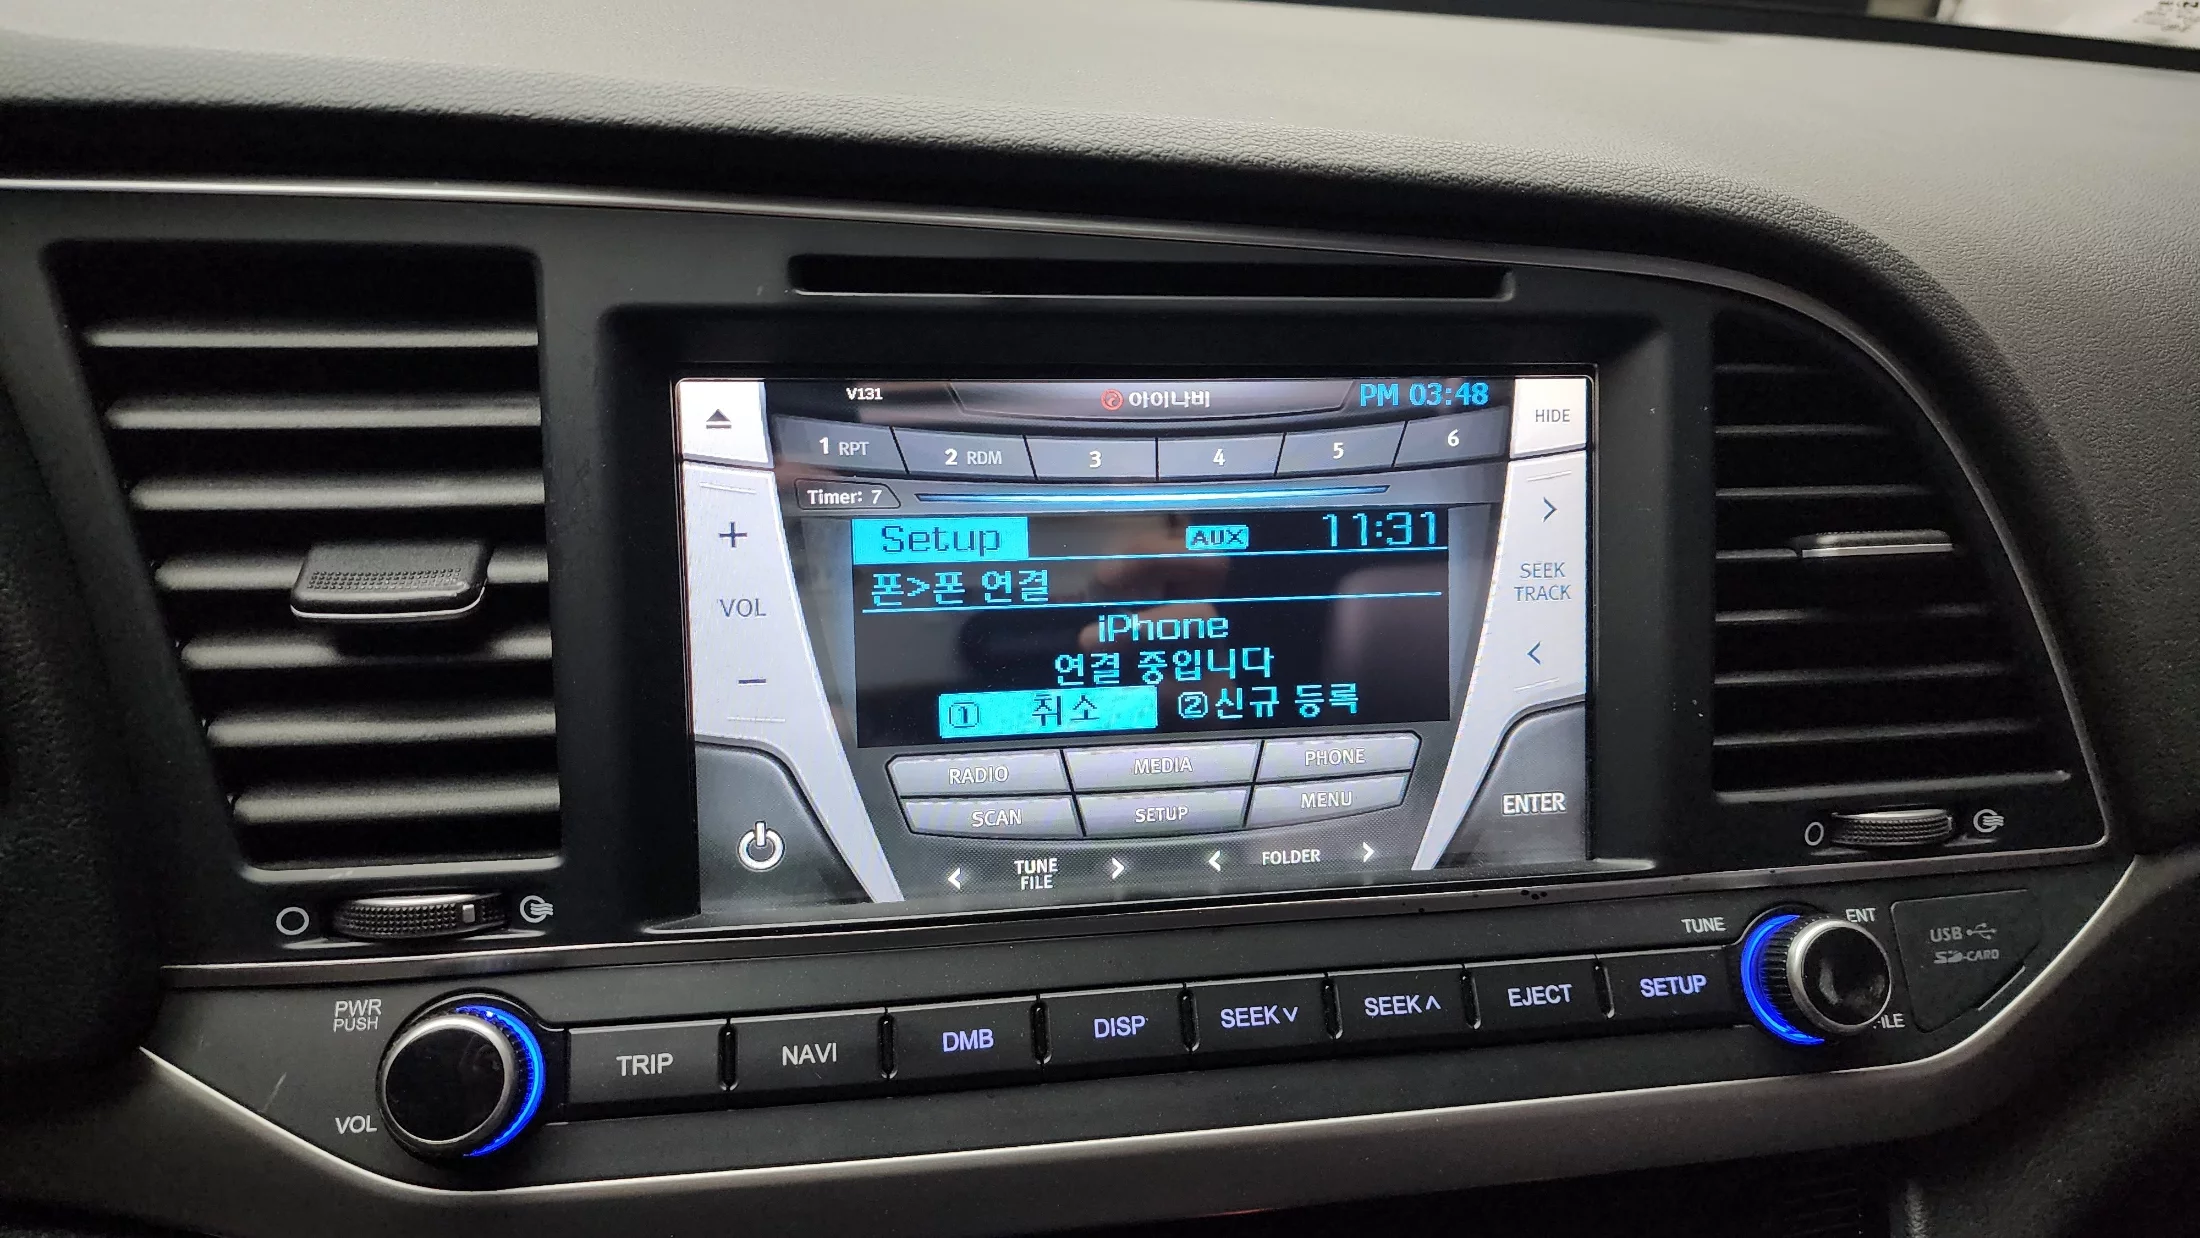 V131
아이나비
PM 03:48
HIDE
1 RPT
2 RDM
3
4
5
6
Timer: 7
Setup
AUX
11:31
폰>폰 연결
iPhone
연결 중입니다
① 취소
②신규 등록
+
VOL
−
>
SEEK
TRACK
<
RADIO
MEDIA
PHONE
SCAN
SETUP
MENU
ENTER
< TUNE FILE >
< FOLDER >
PWR
PUSH
VOL
TRIP
NAVI
DMB
DISP
SEEK∨
SEEK∧
EJECT
SETUP
TUNE
ENT
USB
SD-CARD